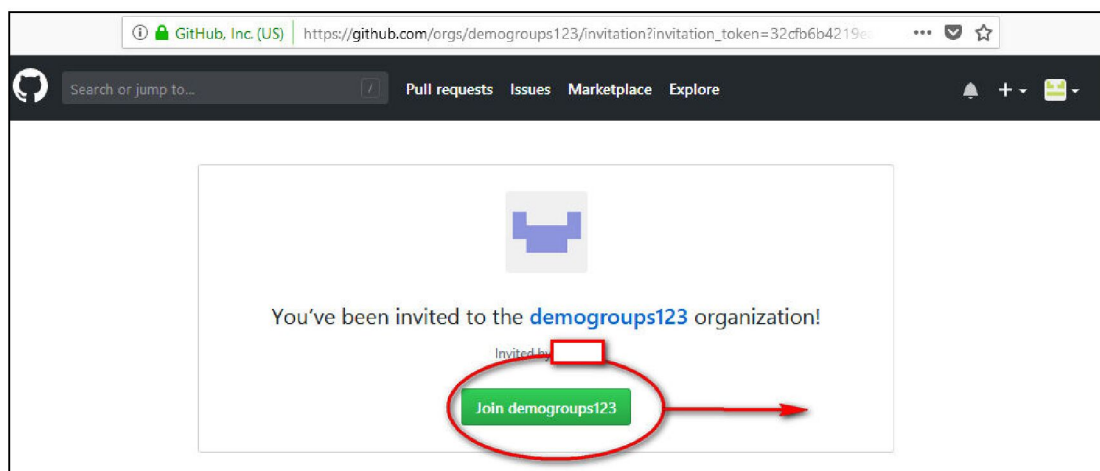 GitHub, Inc. (US) https://github.com/orgs/demogroups123/invitation?invitation_token=32cfb6b4219e
Search or jump to... / Pull requests Issues Marketplace Explore
You've been invited to the demogroups123 organization!
Invited by
Join demogroups123